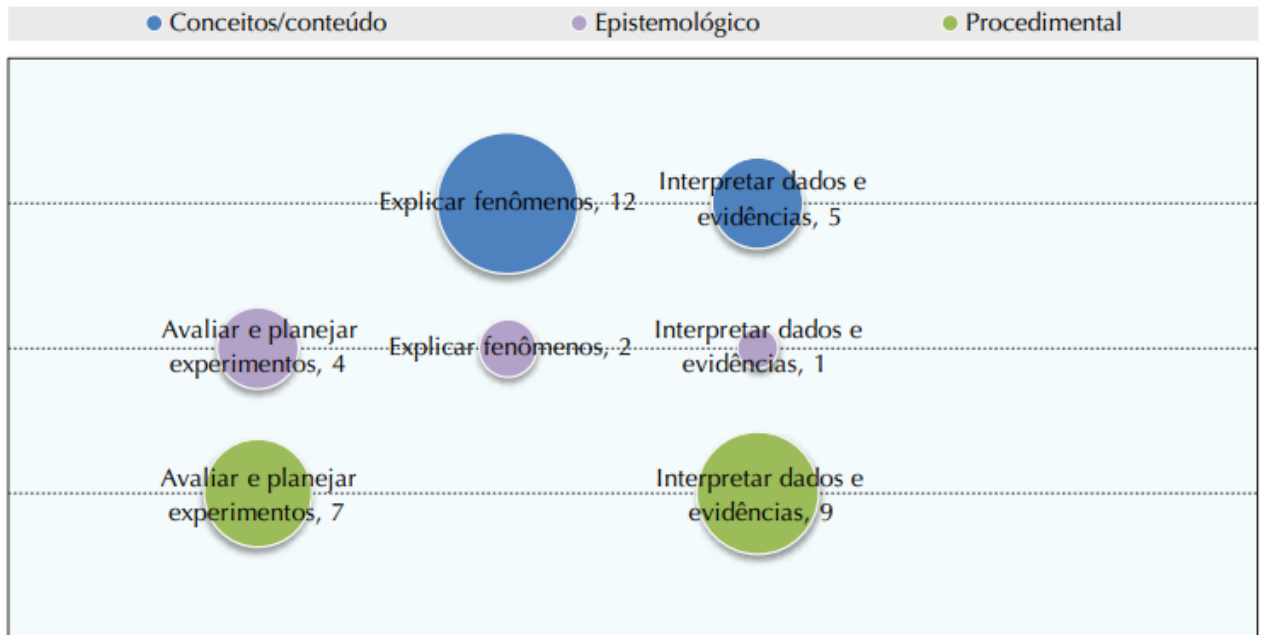 Conceitos/conteúdo Epistemológico Procedimental
Explicar fenômenos, 12
Interpretar dados e
evidências, 5
Avaliar e planejar
experimentos, 4
Explicar fenômenos, 2
Interpretar dados e
evidências, 1
Avaliar e planejar
experimentos, 7
Interpretar dados e
evidências, 9